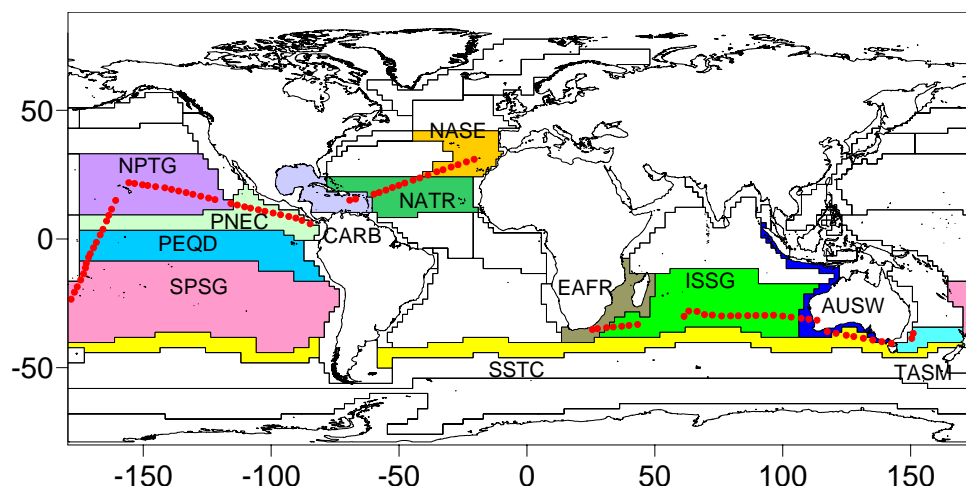 50
0
-50
NASE
NPTG
NATR
PNEC
CARB
PEQD
SPSG
EAFR
ISSG
AUSW
SSTC
TASM
-150
-100
-50
0
50
100
150